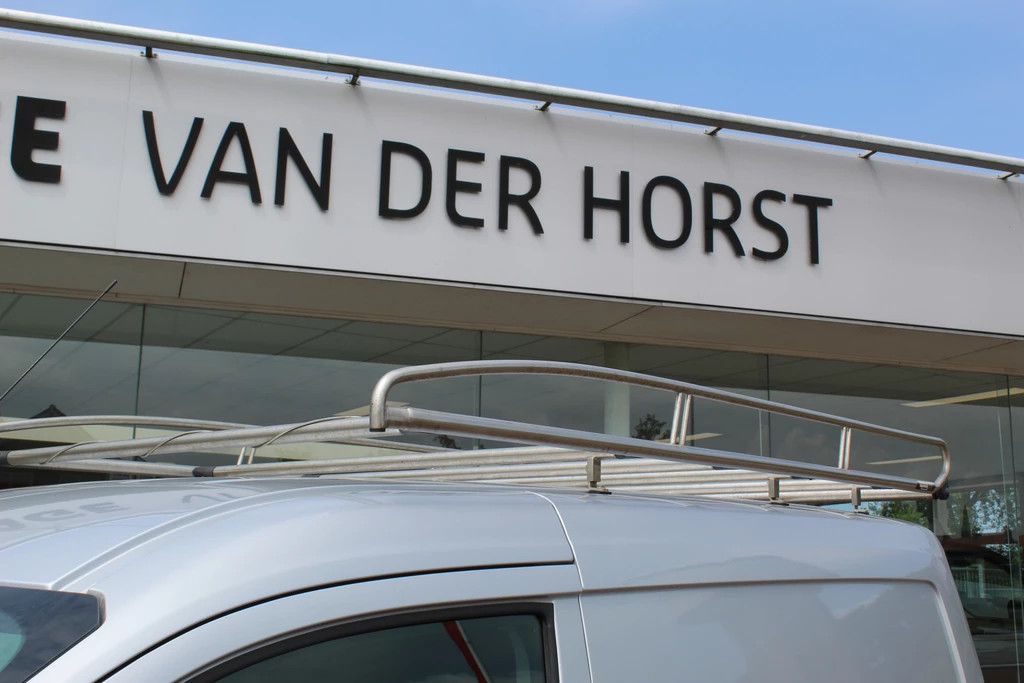 E VAN DER HORST